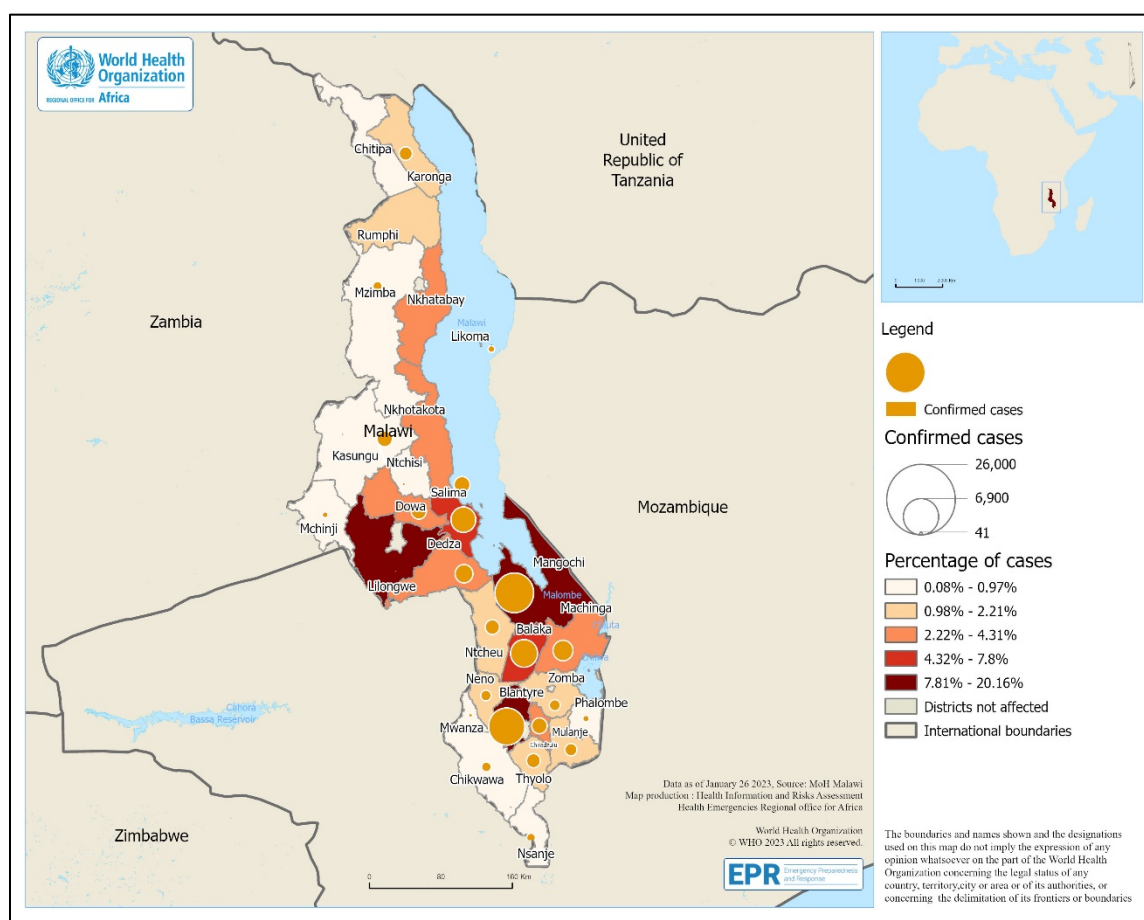 World Health
Organization
REGIONAL OFFICE FOR Africa
United
Republic of
Tanzania
Chitipa
Karonga
Rumphi
Mzimba
Nkhatabay
Zambia
Malawi
Likoma
Nkhotakota
Malawi
Kasungu
Ntchisi
Salima
Mozambique
Dowa
Mchinji
Dedza
Mangochi
Lilongwe
Malombe
Machinga
Balaka
Ntcheu
Zomba
Neno
Blantyre
Phalombe
Cahora
Bassa Reservoir
Mwanza
Mulanje
Chiradzulu
Chikwawa
Thyolo
Zimbabwe
Nsanje
Data as of January 26 2023, Source: MoH Malawi
Map production : Health Information and Risks Assessment
Health Emergencies Regional office for Africa
World Health Organization
© WHO 2023 All rights reserved.
EPR Emergency Preparedness
and Response
0 80 160 Km
Legend
Confirmed cases
Confirmed cases
26,000
6,900
41
Percentage of cases
0.08% - 0.97%
0.98% - 2.21%
2.22% - 4.31%
4.32% - 7.8%
7.81% - 20.16%
Districts not affected
International boundaries
The boundaries and names shown and the designations
used on this map do not imply the expression of any
opinion whatsoever on the part of the World Health
Organization concerning the legal status of any
country, territory,city or area or of its authorities, or
concerning the delimitation of its frontiers or boundaries